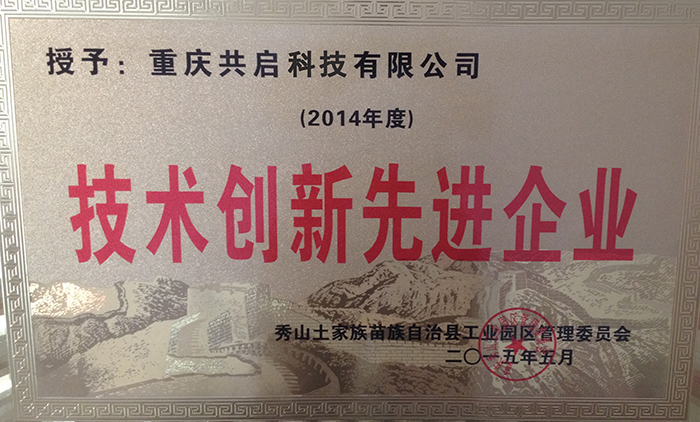 授予：重庆共启科技有限公司
(2014年度)
技术创新先进企业
秀山土家族苗族自治县工业园区管理委员会
二〇一五年五月